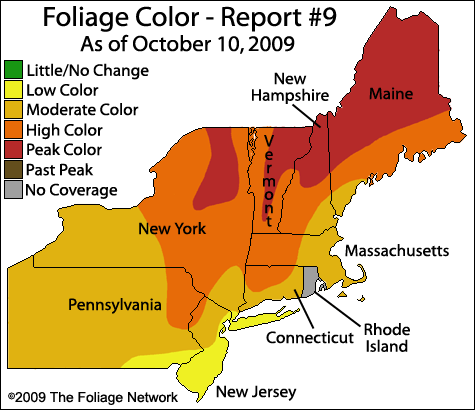 Foliage Color - Report #9
As of October 10, 2009
Little/No Change
Low Color
Moderate Color
High Color
Peak Color
Past Peak
No Coverage
New
Hampshire
Maine
Vermont
New York
Massachusetts
Pennsylvania
Connecticut
Rhode
Island
New Jersey
©2009 The Foliage Network